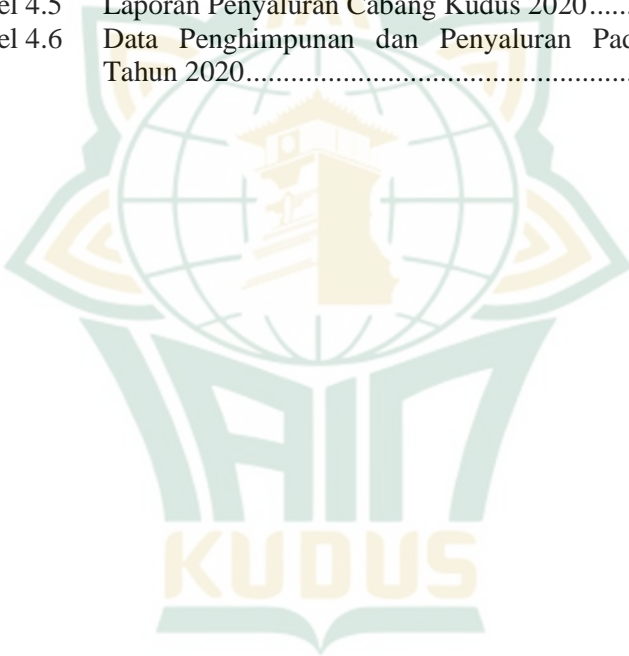 el 4.5 Laporan Penyaluran Cabang Kudus 2020.....
el 4.6 Data Penghimpunan dan Penyaluran Pad
Tahun 2020....................................................
IAIN
KUDUS